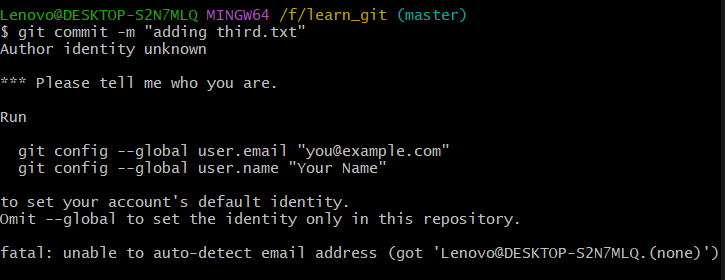 Lenovo@DESKTOP-S2N7MLQ MINGW64 /f/learn_git (master)
$ git commit -m "adding third.txt"
Author identity unknown
*** Please tell me who you are.
Run
git config --global user.email "you@example.com"
git config --global user.name "Your Name"
to set your account's default identity.
Omit --global to set the identity only in this repository.
fatal: unable to auto-detect email address (got 'Lenovo@DESKTOP-S2N7MLQ.(none)')